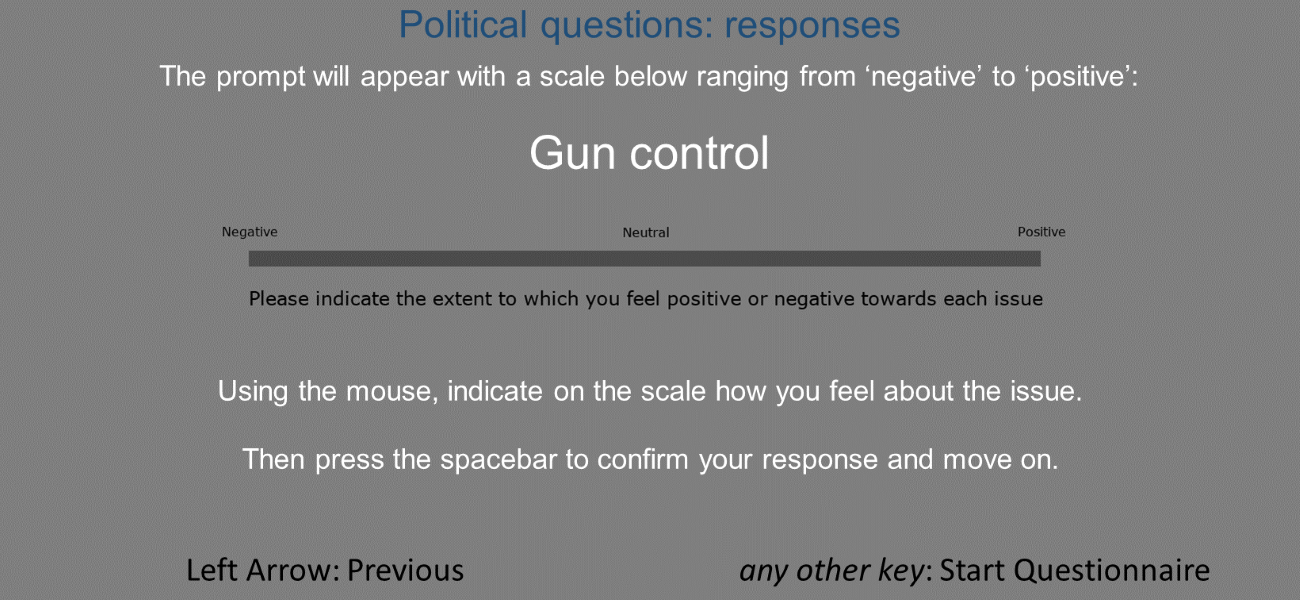 Political questions: responses
The prompt will appear with a scale below ranging from ‘negative’ to ‘positive’:
Gun control
Negative Neutral Positive
Please indicate the extent to which you feel positive or negative towards each issue
Using the mouse, indicate on the scale how you feel about the issue.
Then press the spacebar to confirm your response and move on.
Left Arrow: Previous any other key: Start Questionnaire